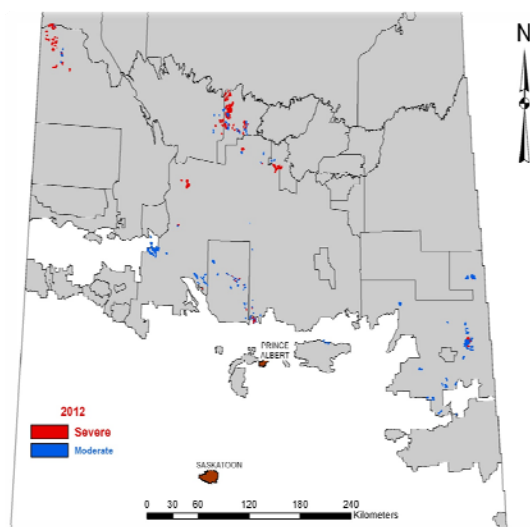 N
PRINCE
ALBERT
2012
Severe
Moderate
SASKATOON
0 30 60 120 180 240
Kilometers